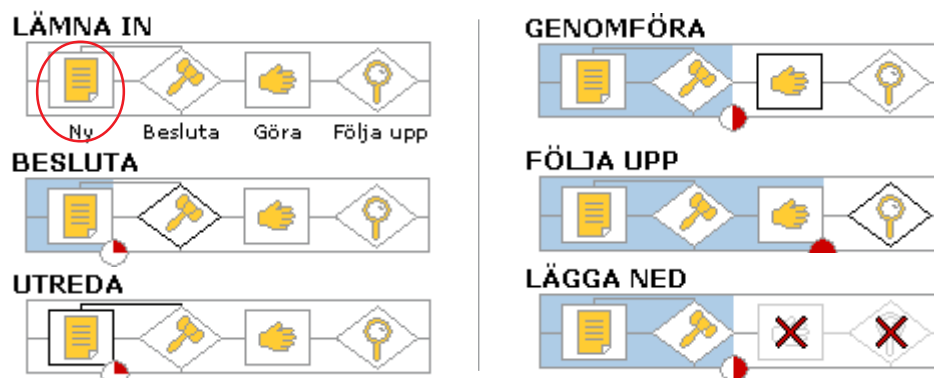 LÄMNA IN
Ny Besluta Göra Följa upp
BESLUTA
UTREDA
GENOMFÖRA
FÖLJA UPP
LÄGGA NED